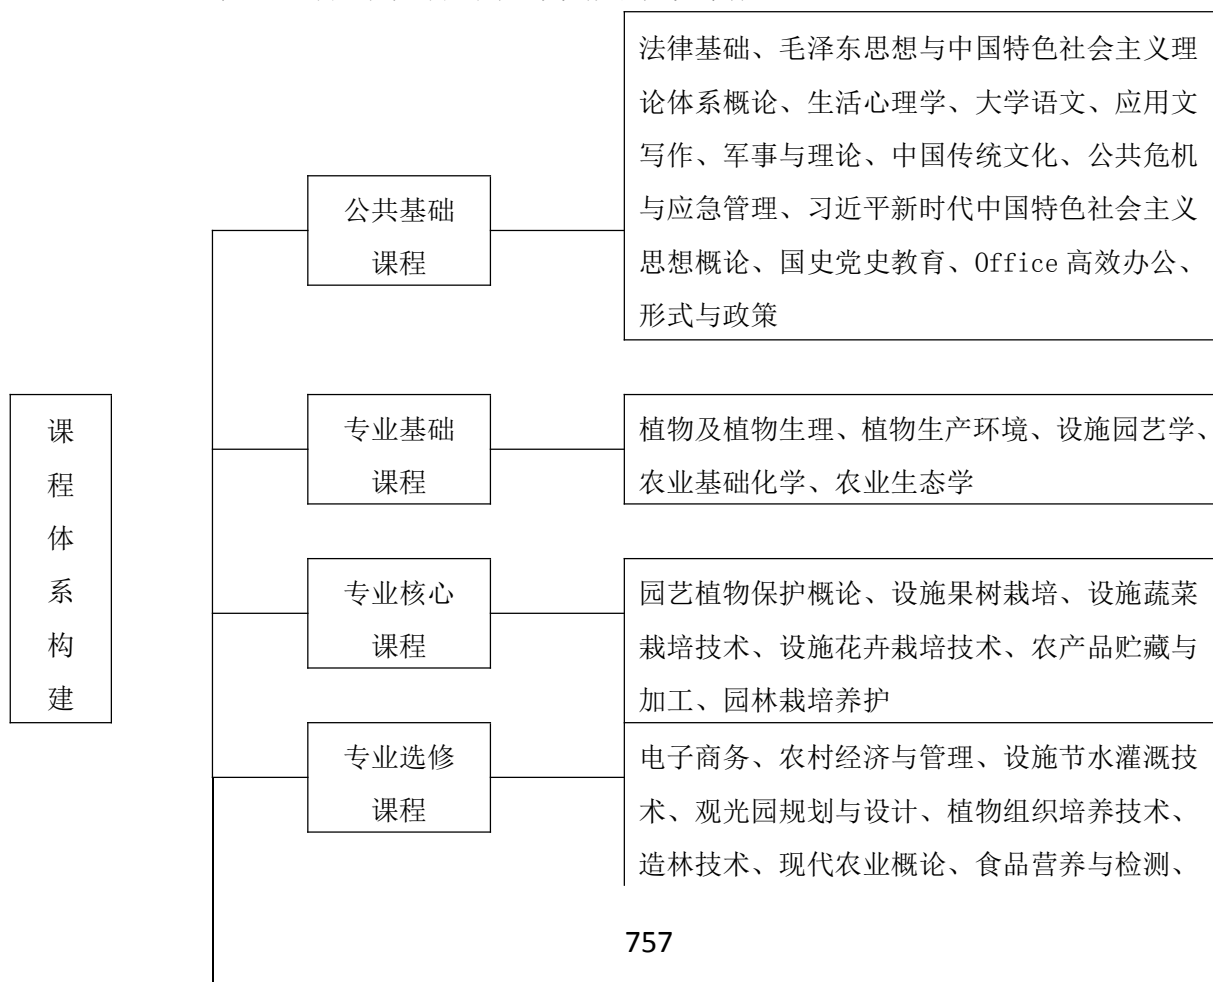 法律基础、毛泽东思想与中国特色社会主义理
论体系概论、生活心理学、大学语文、应用文
写作、军事与理论、中国传统文化、公共危机
与应急管理、习近平新时代中国特色社会主义
思想概论、国史党史教育、Office 高效办公、
形式与政策
公共基础
课程
课
程
体
系
构
建
专业基础
课程
植物及植物生理、植物生产环境、设施园艺学、
农业基础化学、农业生态学
专业核心
课程
园艺植物保护概论、设施果树栽培、设施蔬菜
栽培技术、设施花卉栽培技术、农产品贮藏与
加工、园林栽培养护
专业选修
课程
电子商务、农村经济与管理、设施节水灌溉技
术、观光园规划与设计、植物组织培养技术、
造林技术、现代农业概论、食品营养与检测、
757